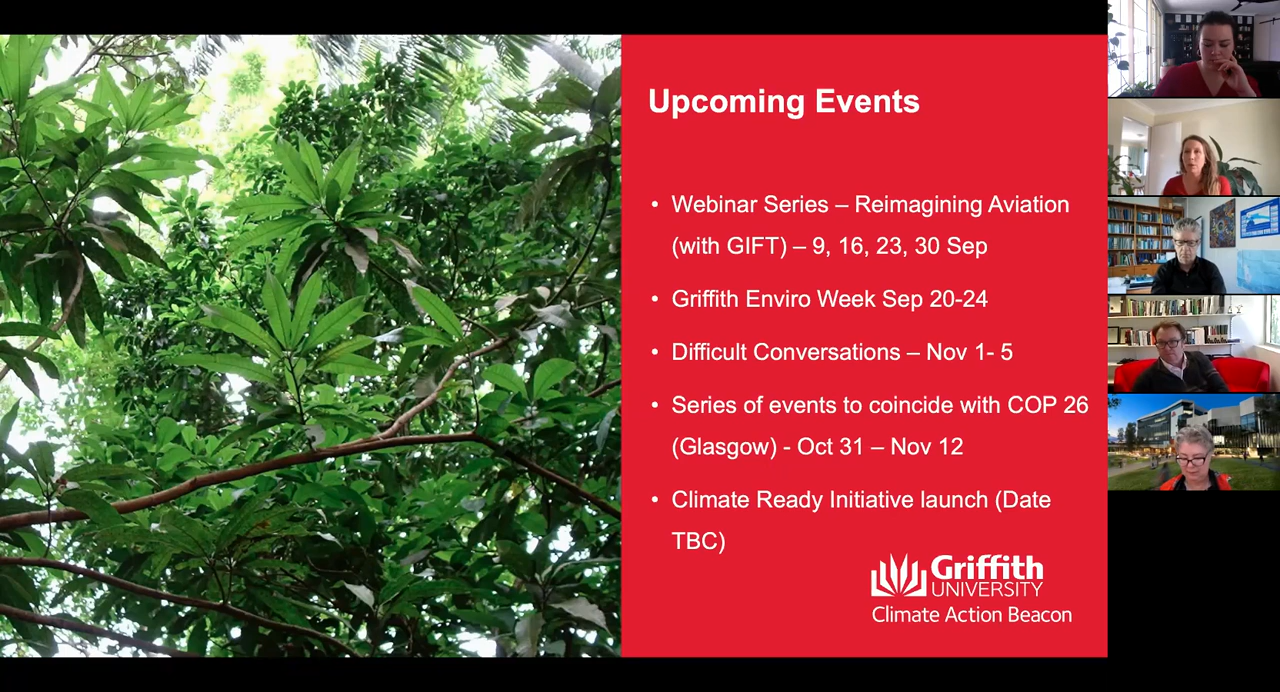 Upcoming Events
• Webinar Series – Reimagining Aviation
(with GIFT) – 9, 16, 23, 30 Sep
• Griffith Enviro Week Sep 20-24
• Difficult Conversations – Nov 1- 5
• Series of events to coincide with COP 26
(Glasgow) - Oct 31 – Nov 12
• Climate Ready Initiative launch (Date
TBC)
Griffith
UNIVERSITY
Climate Action Beacon